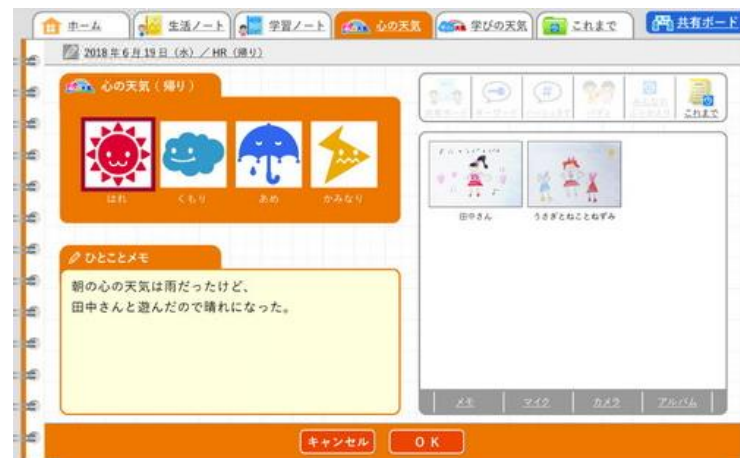 ホーム
生活ノート
学習ノート
心の天気
学びの天気
これまで
共有ボード
2018年6月19日（水）／HR（帰り）
心の天気（帰り）
はれ
くもり
あめ
かみなり
ひとことメモ
朝の心の天気は雨だったけど、
田中さんと遊んだので晴れになった。
これまで
田中さん
うさぎとねことねずみ
メモ
マイク
カメラ
アルバム
キャンセル
OK